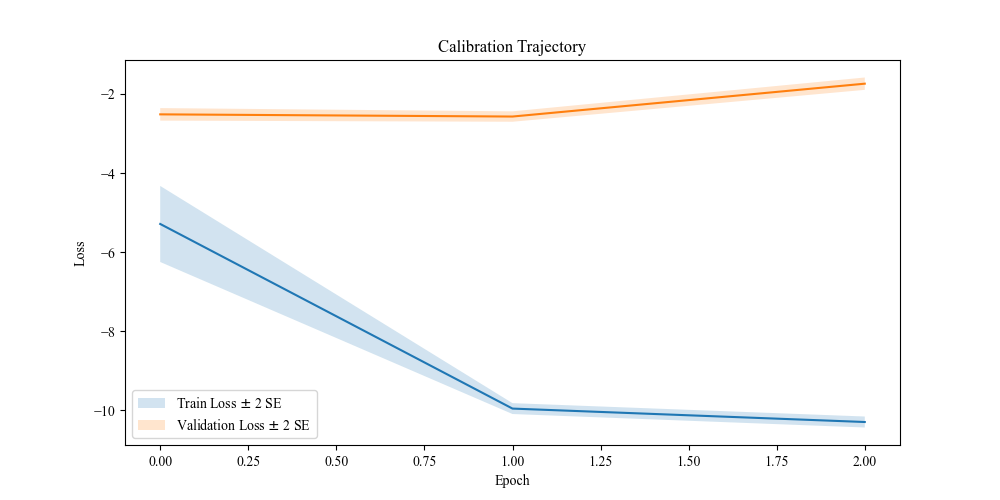 Calibration Trajectory
Loss
−2
−4
−6
−8
−10
Train Loss ± 2 SE
Validation Loss ± 2 SE
0.00 0.25 0.50 0.75 1.00 1.25 1.50 1.75 2.00
Epoch